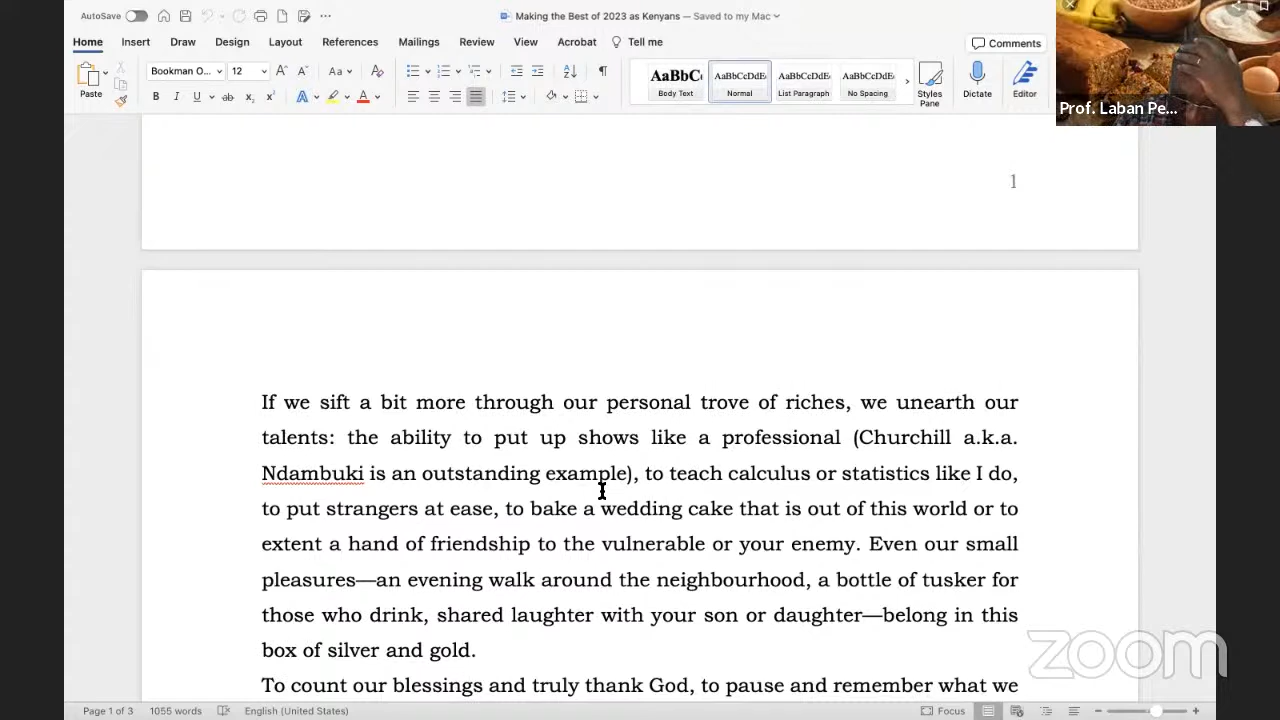 AutoSave
Making the Best of 2023 as Kenyans — Saved to my Mac
Home Insert Draw Design Layout References Mailings Review View Acrobat Tell me
Comments
Paste
Bookman O... 12
Aa
B I U ab x₂ x² A A
AaBbC AaBbCcDdE AaBbCcDdE AaBbCcDdE
Body Text Normal List Paragraph No Spacing
Styles Pane
Dictate
Editor
Prof. Laban Pe...
1
If we sift a bit more through our personal trove of riches, we unearth our
talents: the ability to put up shows like a professional (Churchill a.k.a.
Ndambuki is an outstanding example), to teach calculus or statistics like I do,
to put strangers at ease, to bake a wedding cake that is out of this world or to
extent a hand of friendship to the vulnerable or your enemy. Even our small
pleasures—an evening walk around the neighbourhood, a bottle of tusker for
those who drink, shared laughter with your son or daughter—belong in this
box of silver and gold.
To count our blessings and truly thank God, to pause and remember what we
zoom
Page 1 of 3 1055 words English (United States) Focus